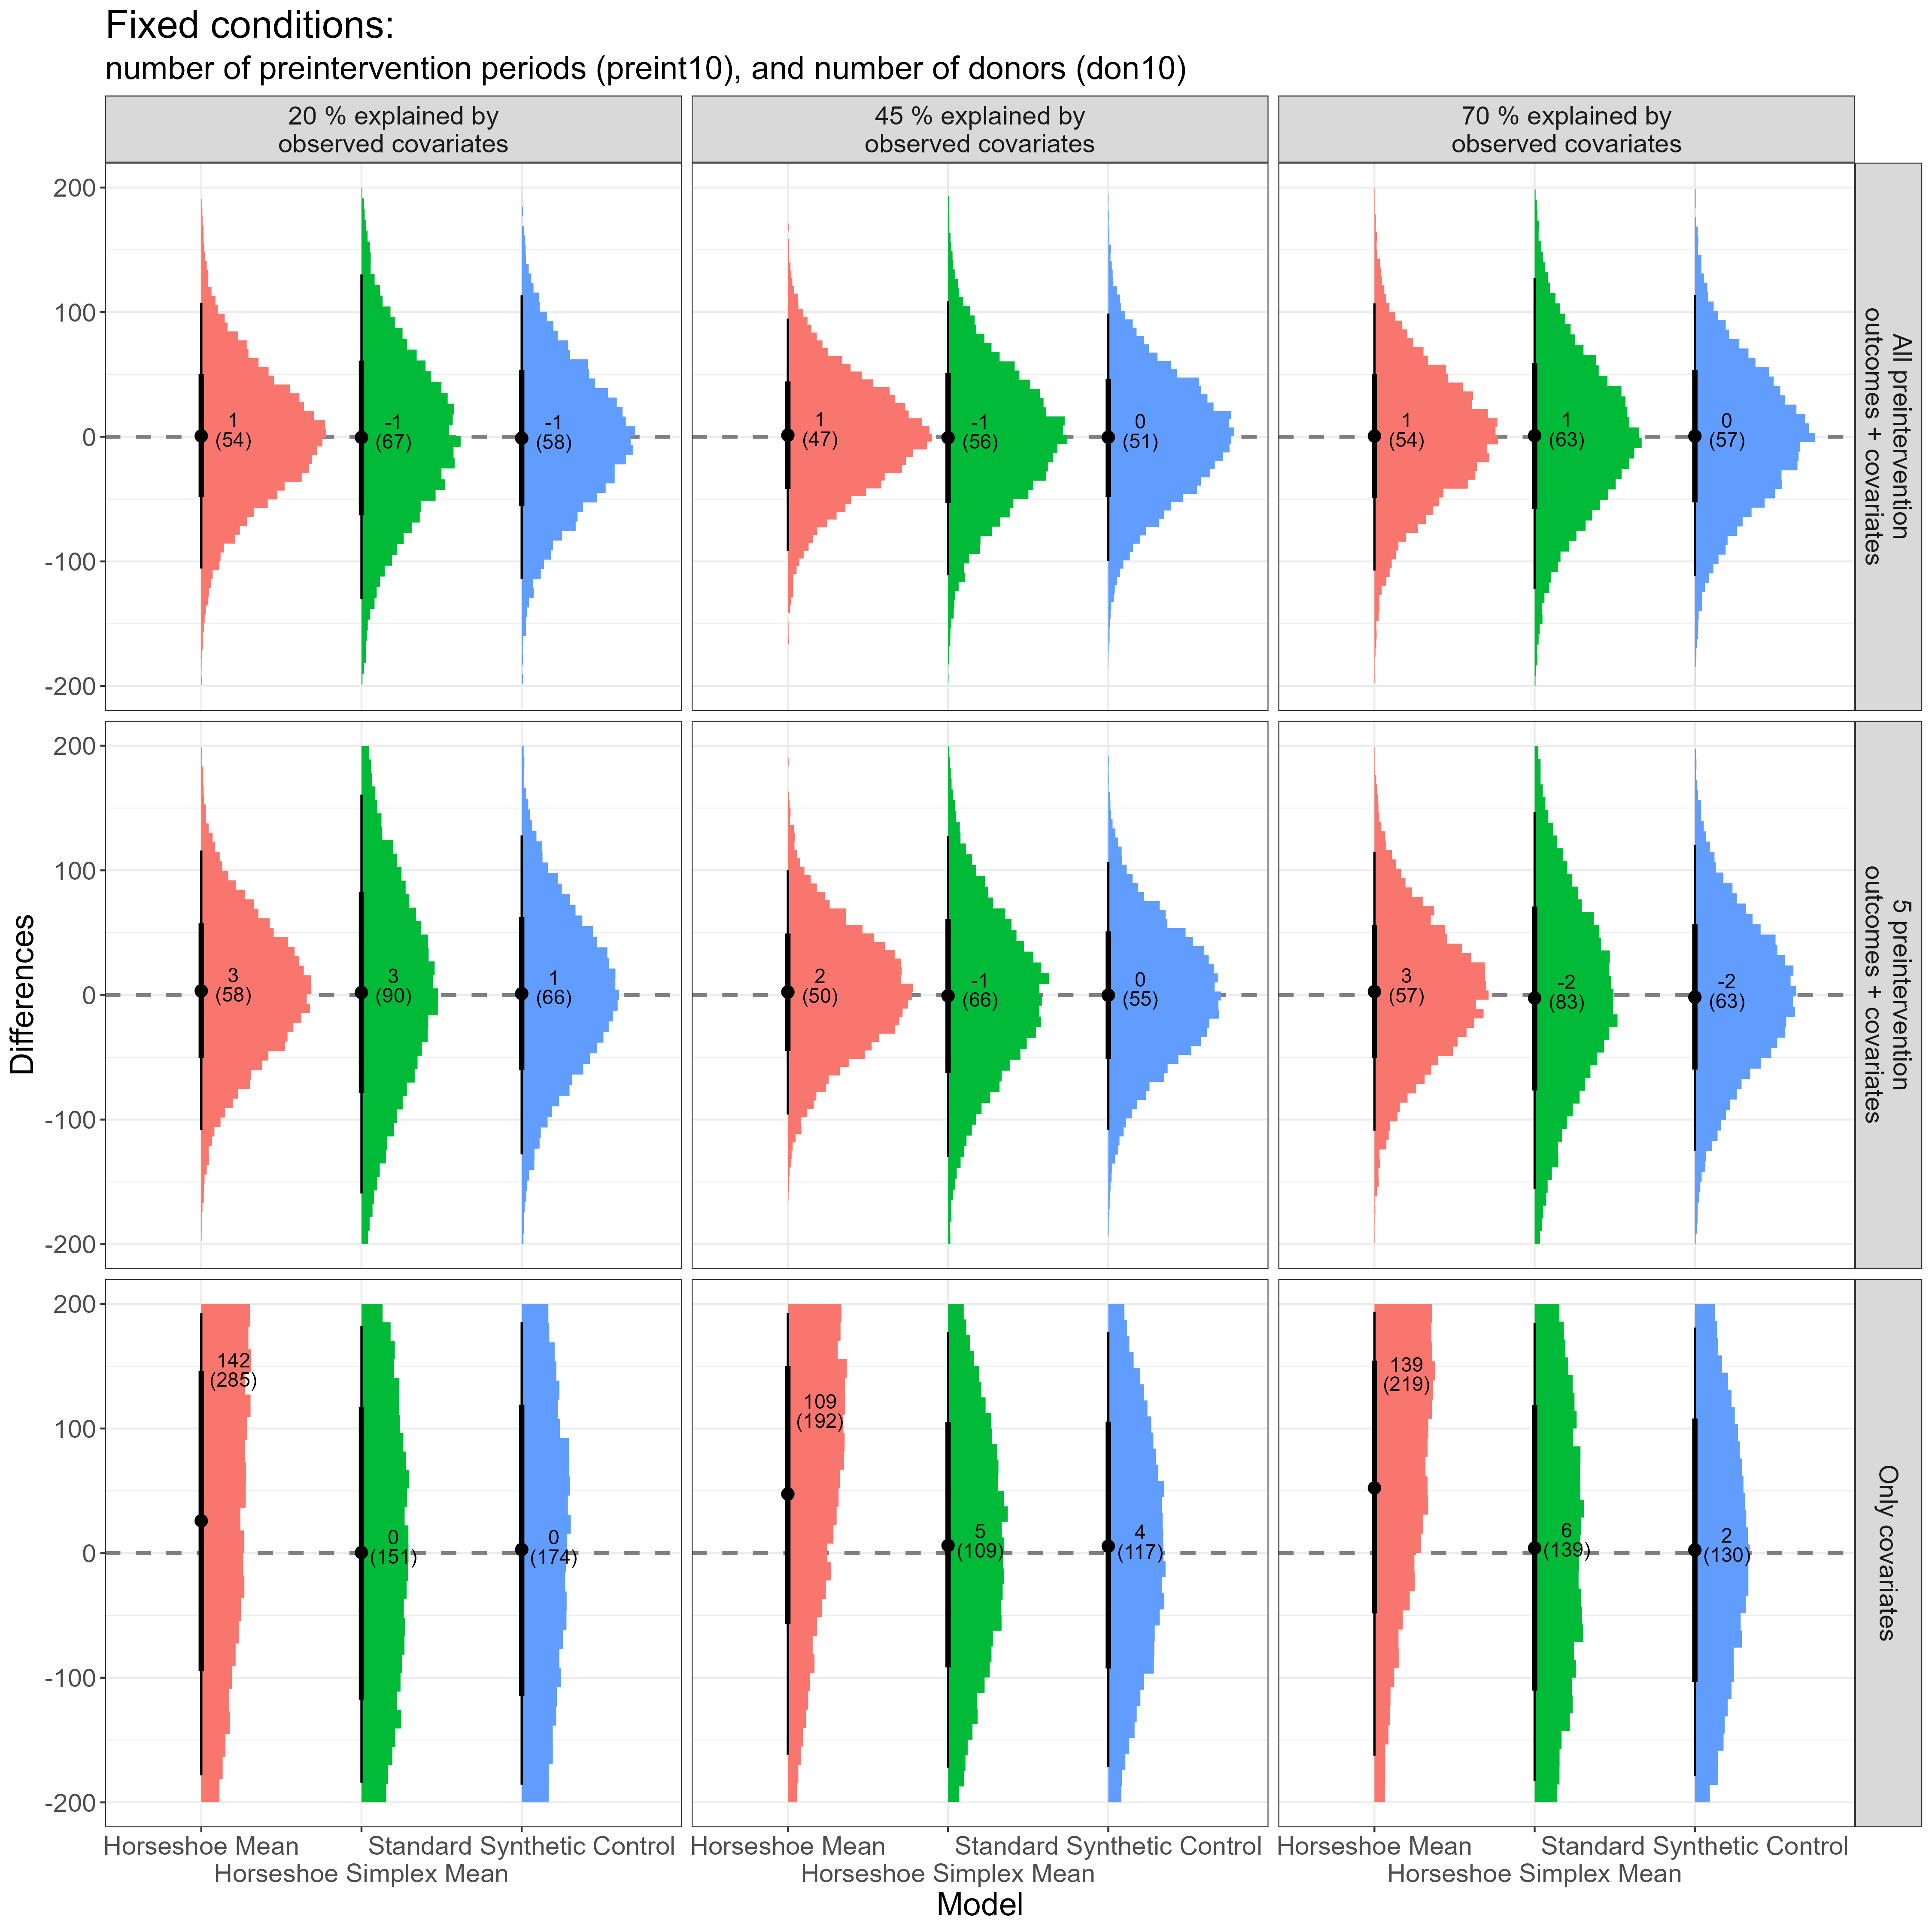 Fixed conditions:
number of preintervention periods (preint10), and number of donors (don10)
20 % explained by
observed covariates
45 % explained by
observed covariates
70 % explained by
observed covariates
All preintervention
outcomes + covariates
5 preintervention
outcomes + covariates
Only covariates
Differences
200
100
0
-100
-200
1
(54)
-1
(67)
-1
(58)
1
(47)
-1
(56)
0
(51)
1
(54)
1
(63)
0
(57)
200
100
0
-100
-200
3
(58)
3
(90)
1
(66)
2
(50)
-1
(66)
0
(55)
3
(57)
-2
(83)
-2
(63)
200
100
0
-100
-200
142
(285)
0
(151)
0
(174)
109
(192)
5
(109)
4
(117)
139
(219)
6
(139)
2
(130)
Horseshoe Mean
Horseshoe Simplex Mean
Standard Synthetic Control
Horseshoe Mean
Horseshoe Simplex Mean
Standard Synthetic Control
Horseshoe Mean
Horseshoe Simplex Mean
Standard Synthetic Control
Model